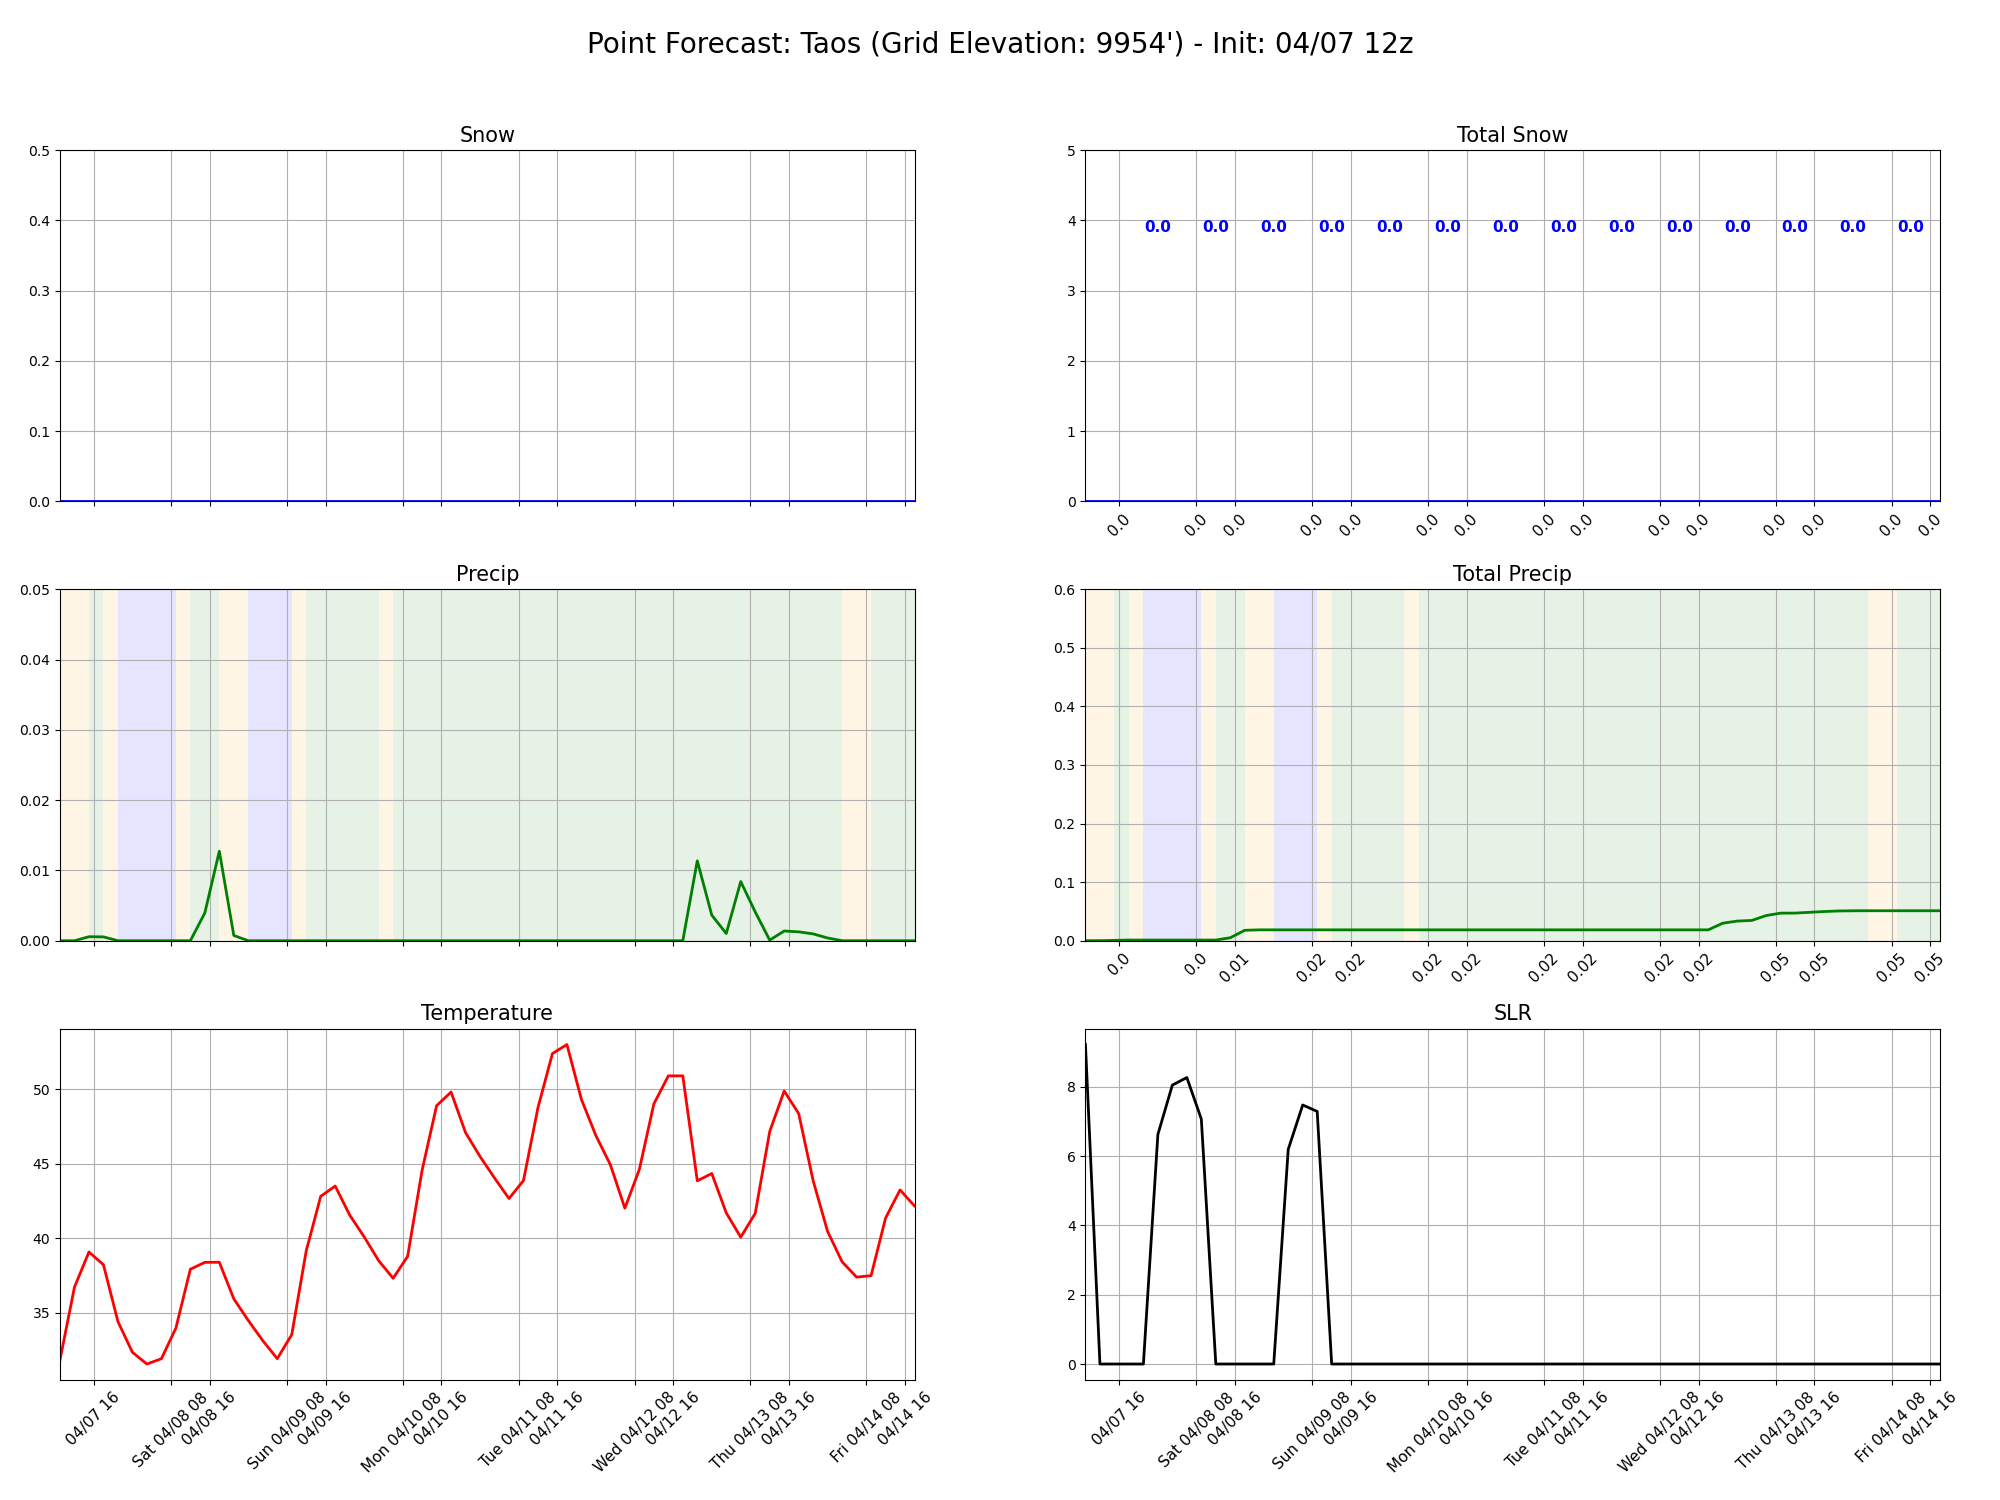 Point Forecast: Taos (Grid Elevation: 9954') - Init: 04/07 12z
Snow
0.5
0.4
0.3
0.2
0.1
0.0
Total Snow
5
4
3
2
1
0
0.0 0.0 0.0 0.0 0.0 0.0 0.0 0.0 0.0 0.0 0.0 0.0 0.0 0.0
0.0 0.0 0.0 0.0 0.0 0.0 0.0 0.0 0.0 0.0 0.0 0.0 0.0 0.0 0.0
Precip
0.05
0.04
0.03
0.02
0.01
0.00
Total Precip
0.6
0.5
0.4
0.3
0.2
0.1
0.0
0.0 0.0 0.01 0.02 0.02 0.02 0.02 0.02 0.02 0.02 0.02 0.05 0.05 0.05 0.05
Temperature
50
45
40
35
04/07 16
Sat 04/08 08
04/08 16
Sun 04/09 08
04/09 16
Mon 04/10 08
04/10 16
Tue 04/11 08
04/11 16
Wed 04/12 08
04/12 16
Thu 04/13 08
04/13 16
Fri 04/14 08
04/14 16
SLR
8
6
4
2
0
04/07 16
Sat 04/08 08
04/08 16
Sun 04/09 08
04/09 16
Mon 04/10 08
04/10 16
Tue 04/11 08
04/11 16
Wed 04/12 08
04/12 16
Thu 04/13 08
04/13 16
Fri 04/14 08
04/14 16